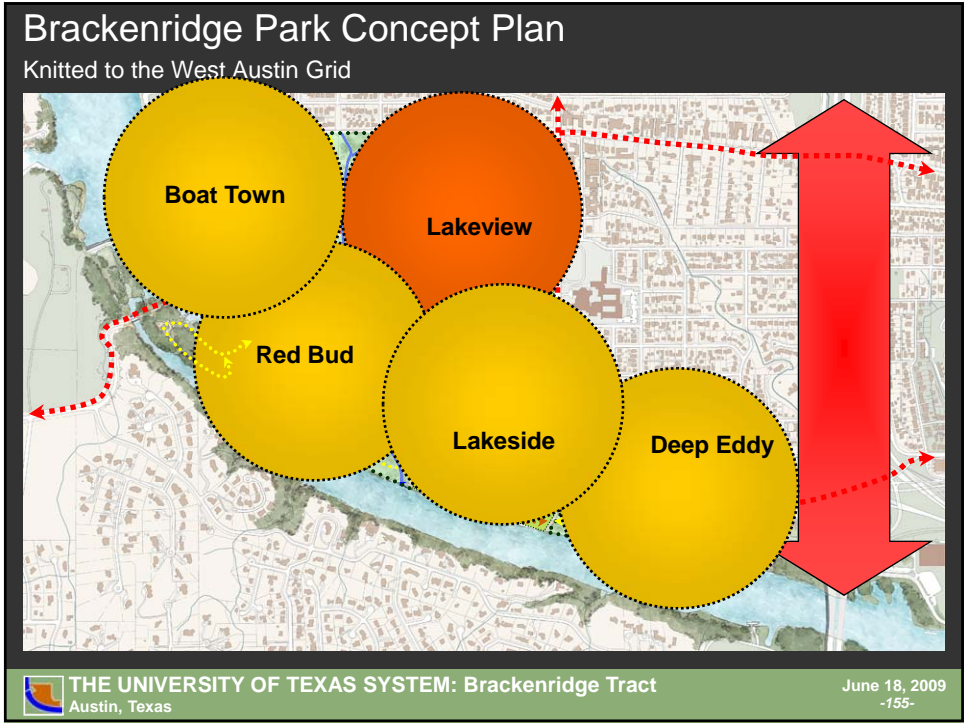 Brackenridge Park Concept Plan
Knitted to the West Austin Grid
Boat Town
Lakeview
Red Bud
Lakeside
Deep Eddy
THE UNIVERSITY OF TEXAS SYSTEM: Brackenridge Tract
Austin, Texas
June 18, 2009
-155-